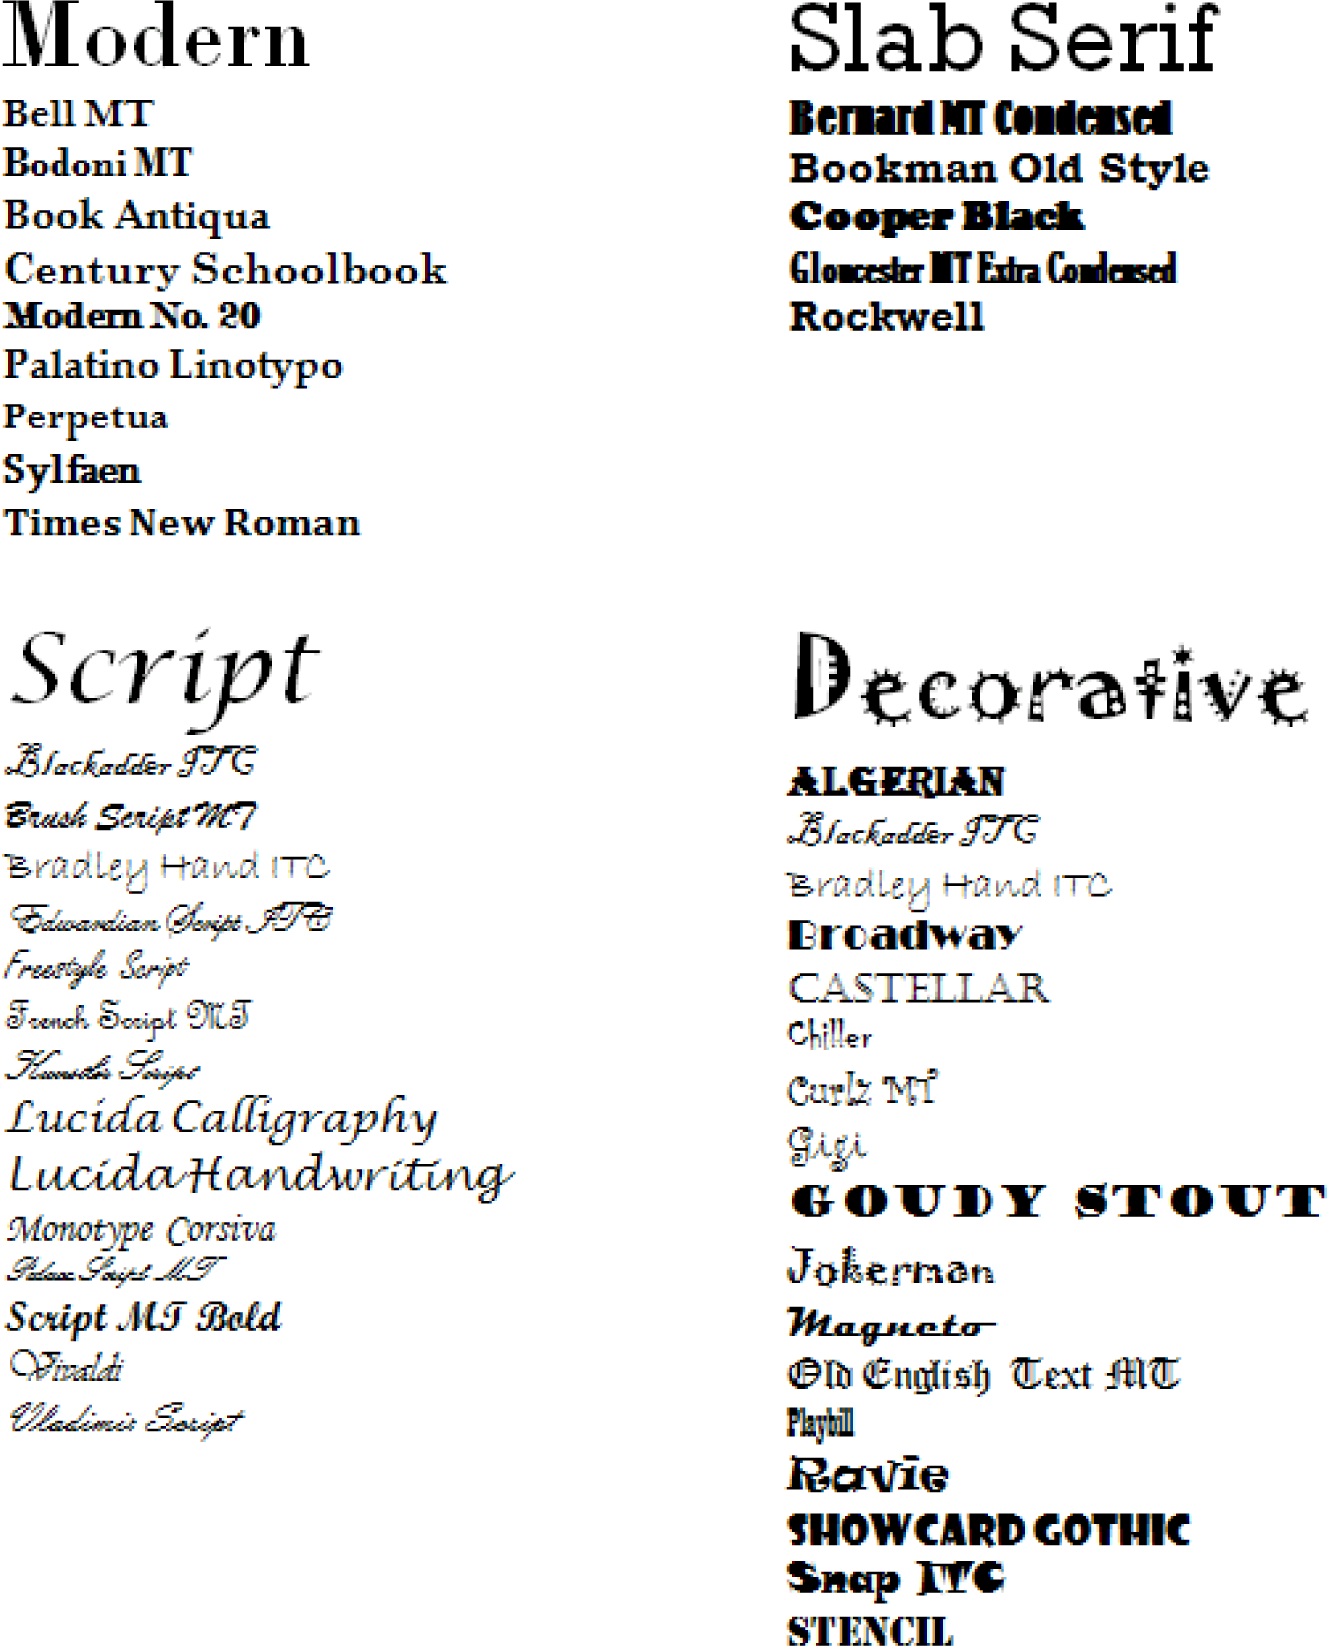 Modern
Bell MT
Bodoni MT
Book Antiqua
Century Schoolbook
Modern No. 20
Palatino Linotypo
Perpetua
Sylfaen
Times New Roman
Slab Serif
Bernard MT Condensed
Bookman Old Style
Cooper Black
Gloucester MT Extra Condensed
Rockwell
Script
Blackadder ITC
Brush Script MT
Bradley Hand ITC
Edwardian Script ITC
Freestyle Script
French Script MT
Kunstler Script
Lucida Calligraphy
Lucida Handwriting
Monotype Corsiva
Palace Script MT
Script MT Bold
Vivaldi
Vladimir Script
Decorative
ALGERIAN
Blackadder ITC
Bradley Hand ITC
Broadway
CASTELLAR
Chiller
Curlz MT
Gigi
GOUDY STOUT
Jokerman
Magneto
Old English Text MT
Playbill
Ravie
SHOWCARD GOTHIC
Snap ITC
STENCIL